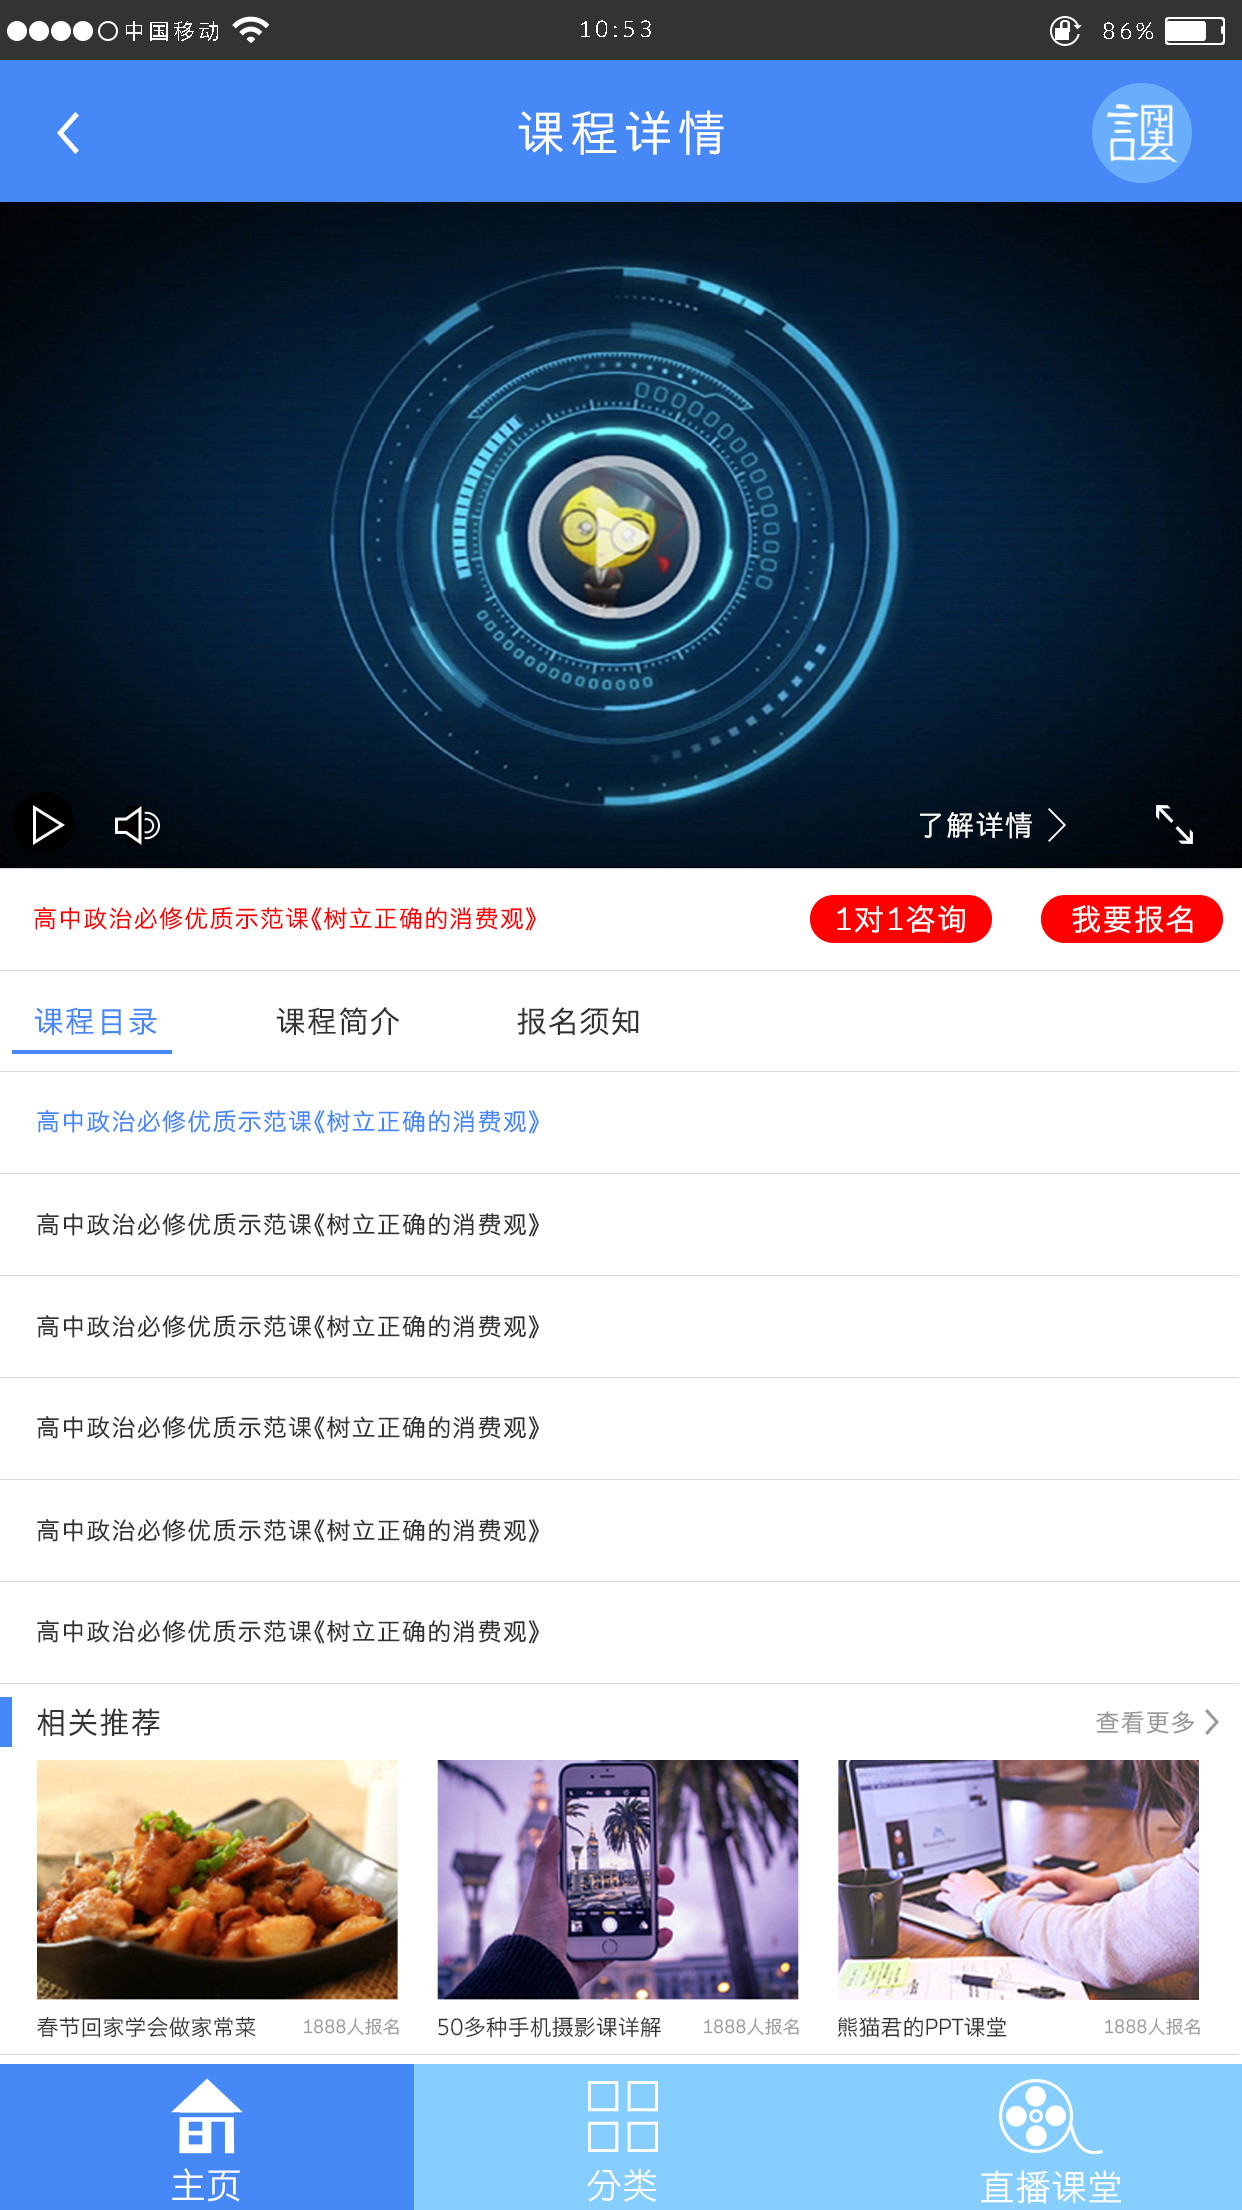 中国移动
10:53
86%
课程详情
了解详情
高中政治必修优质示范课《树立正确的消费观》
1对1咨询
我要报名
课程目录
课程简介
报名须知
高中政治必修优质示范课《树立正确的消费观》
高中政治必修优质示范课《树立正确的消费观》
高中政治必修优质示范课《树立正确的消费观》
高中政治必修优质示范课《树立正确的消费观》
高中政治必修优质示范课《树立正确的消费观》
高中政治必修优质示范课《树立正确的消费观》
相关推荐
查看更多
春节回家学会做家常菜
1888人报名
50多种手机摄影课详解
1888人报名
熊猫君的PPT课堂
1888人报名
主页
分类
直播课堂